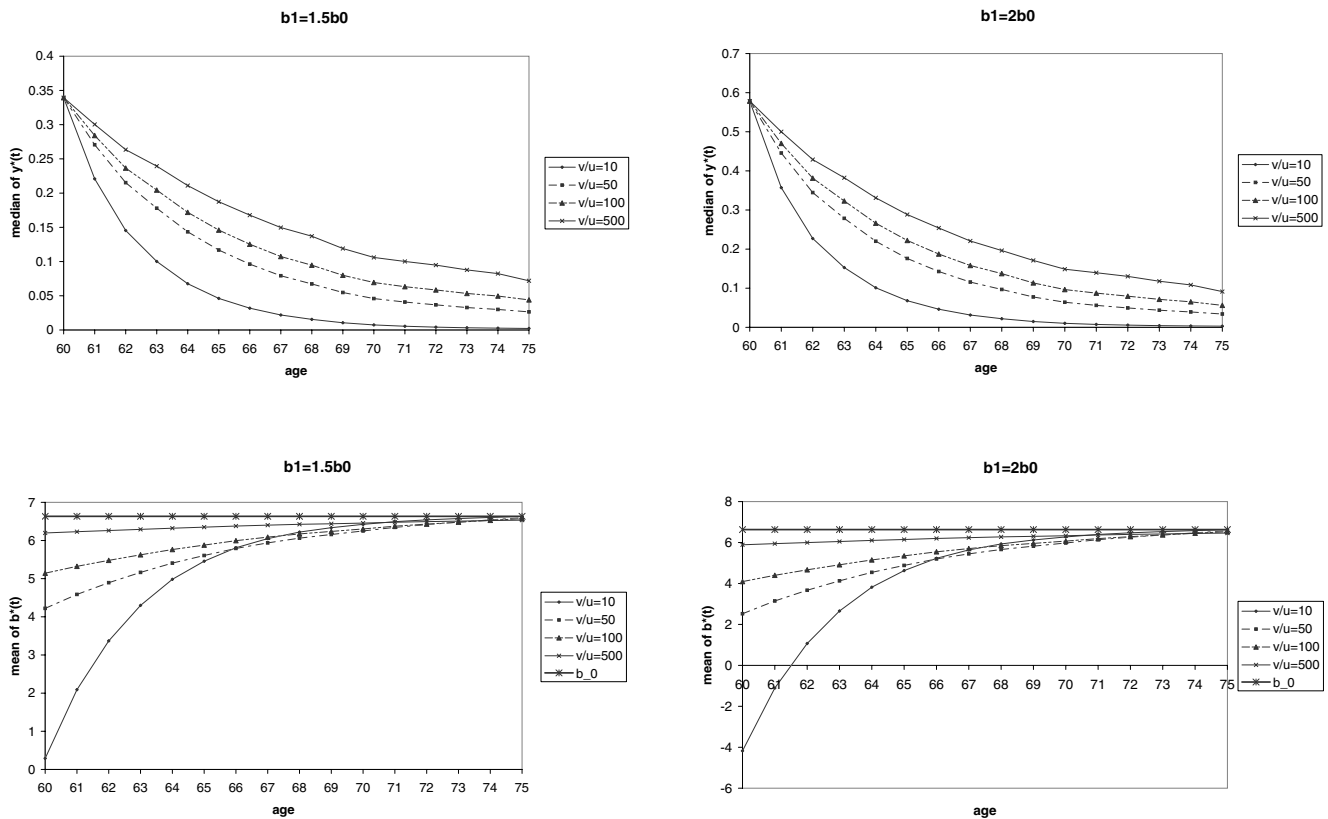 b1=1.5b0
median of y*(t)
0.4
0.35
0.3
0.25
0.2
0.15
0.1
0.05
0
60 61 62 63 64 65 66 67 68 69 70 71 72 73 74 75
age
v/u=10
v/u=50
v/u=100
v/u=500
b1=2b0
median of y*(t)
0.7
0.6
0.5
0.4
0.3
0.2
0.1
0
60 61 62 63 64 65 66 67 68 69 70 71 72 73 74 75
age
v/u=10
v/u=50
v/u=100
v/u=500
b1=1.5b0
mean of b*(t)
7
6
5
4
3
2
1
0
60 61 62 63 64 65 66 67 68 69 70 71 72 73 74 75
age
v/u=10
v/u=50
v/u=100
v/u=500
b_0
b1=2b0
mean of b*(t)
8
6
4
2
0
-2
-4
-6
60 61 62 63 64 65 66 67 68 69 70 71 72 73 74 75
age
v/u=10
v/u=50
v/u=100
v/u=500
b_0